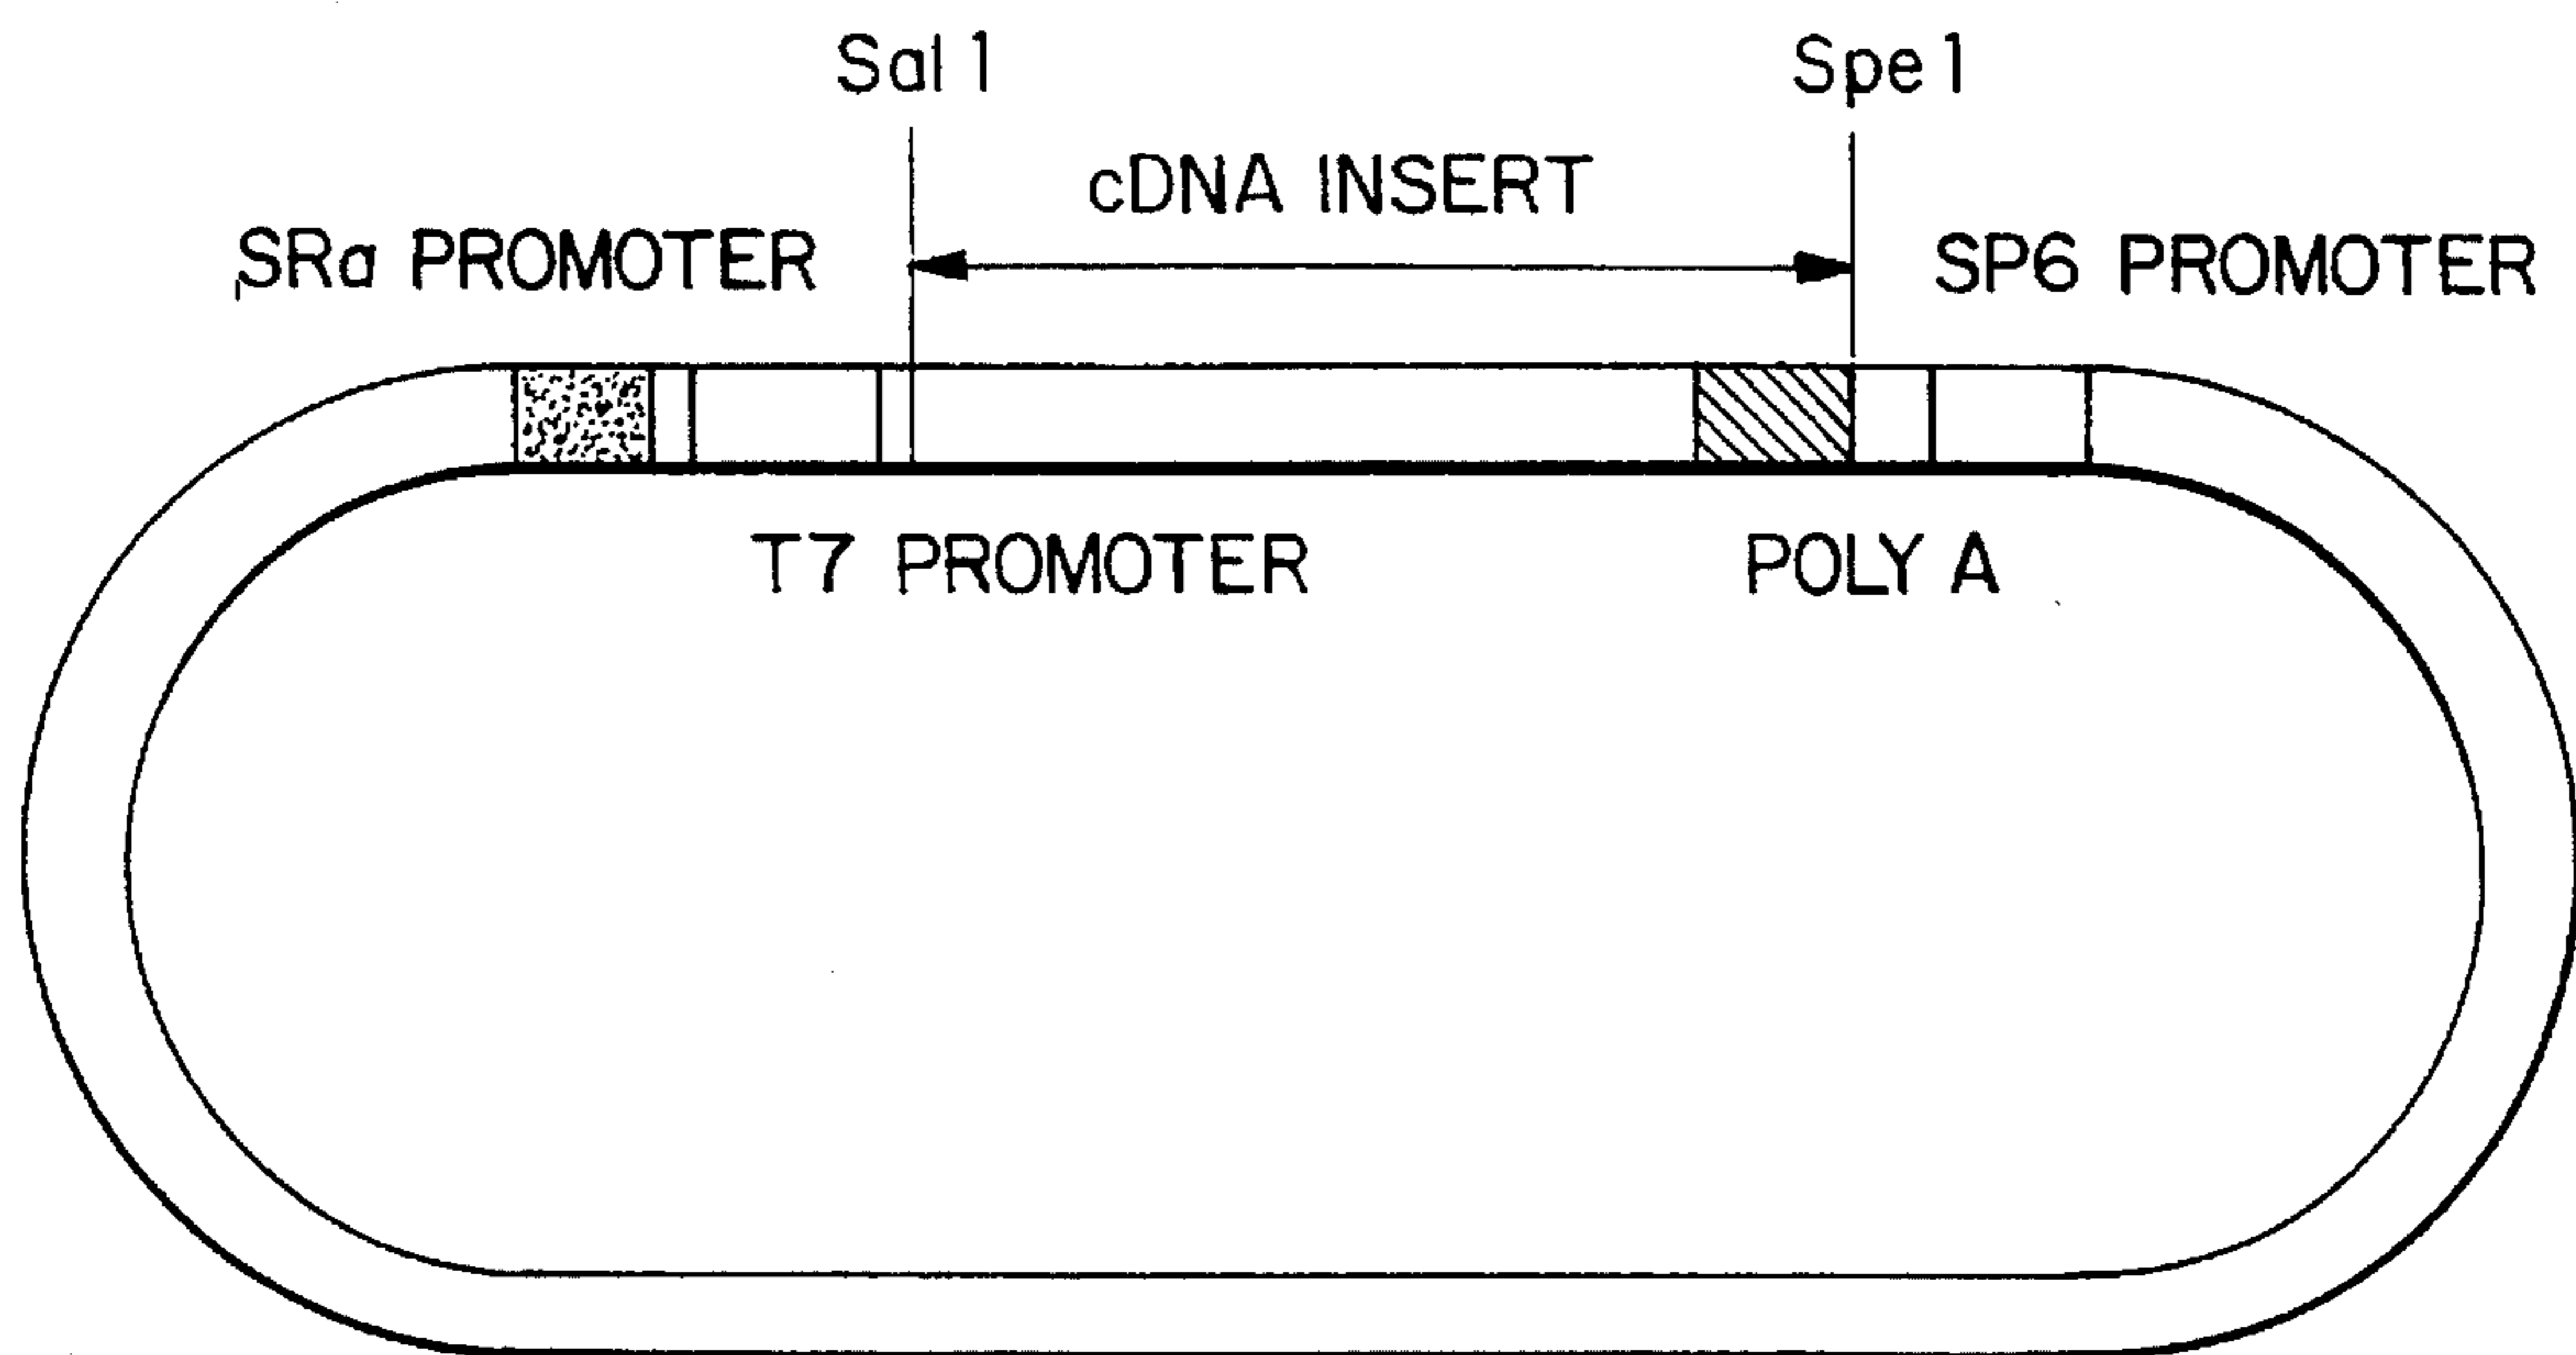 Sal 1
Spe 1
cDNA INSERT
SRα PROMOTER
SP6 PROMOTER
T7 PROMOTER
POLY A